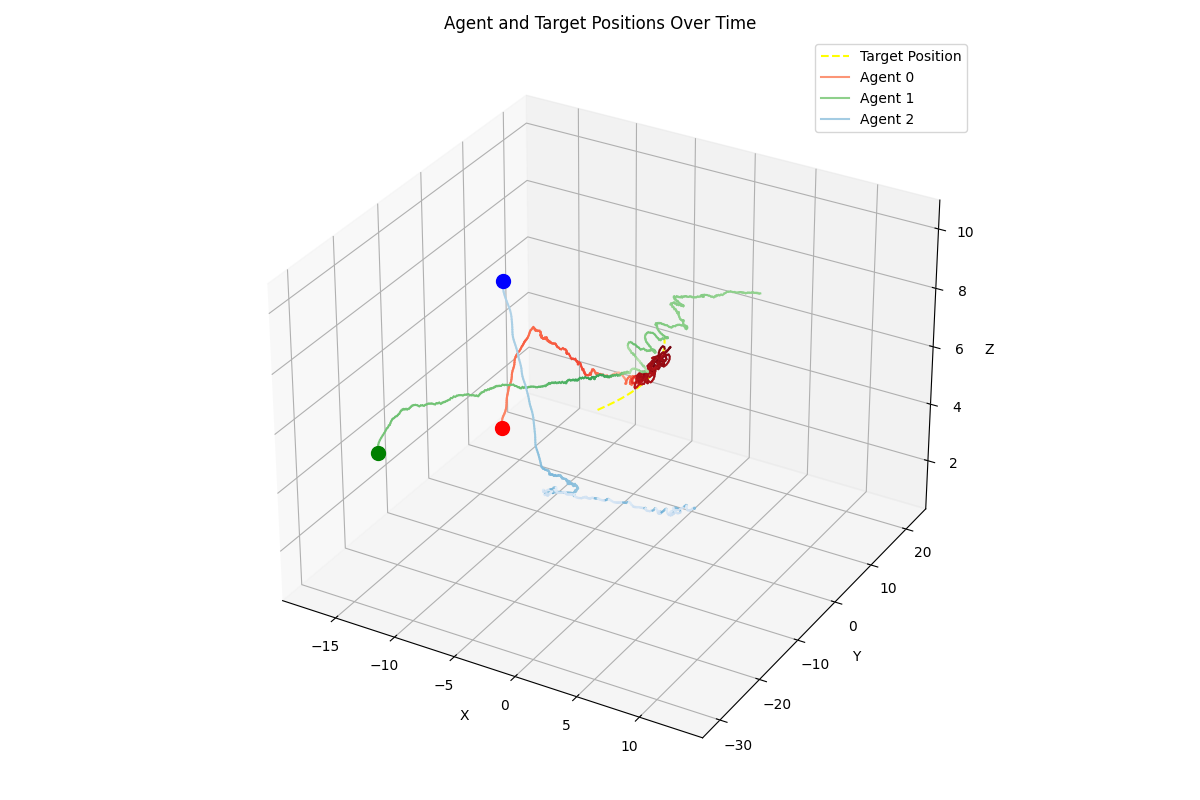 Agent and Target Positions Over Time
Target Position
Agent 0
Agent 1
Agent 2
10
8
6
4
2
Z
20
10
0
−10
−20
−30
Y
−15
−10
−5
0
5
10
X